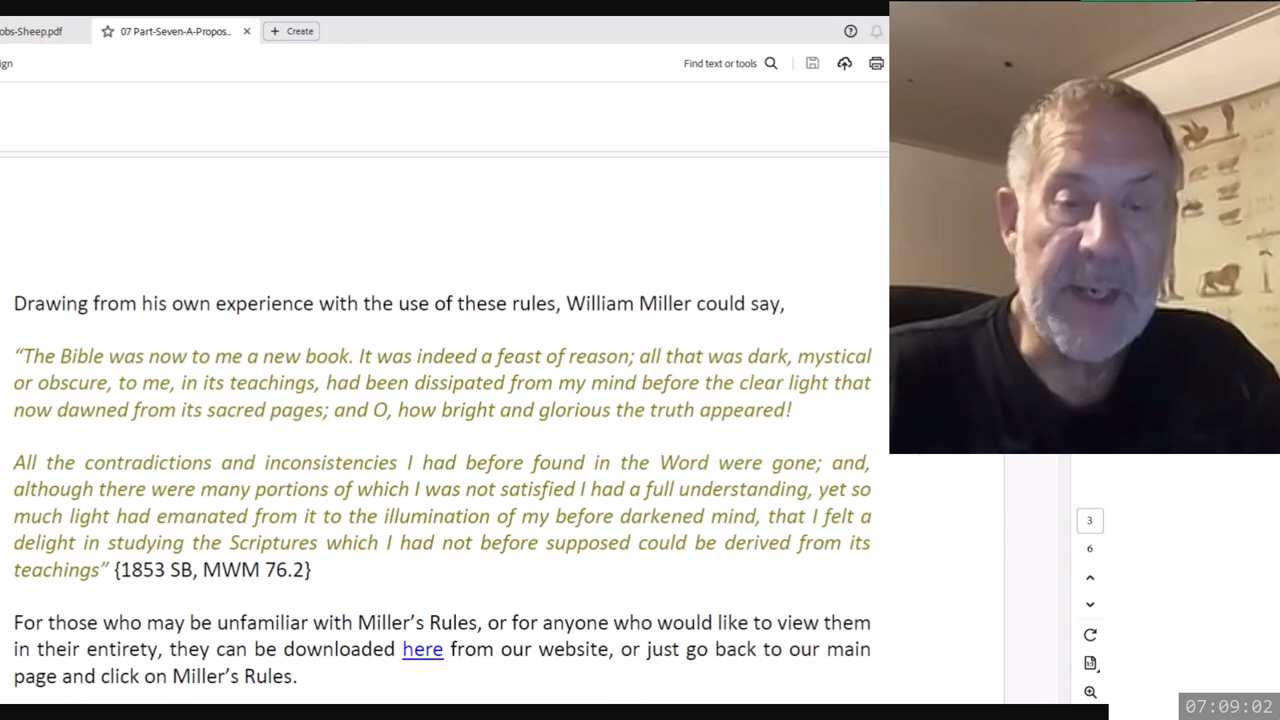 obs-Sheep.pdf
07 Part-Seven-A-Propos...
Create
ign
Find text or tools
Drawing from his own experience with the use of these rules, William Miller could say,
“The Bible was now to me a new book. It was indeed a feast of reason; all that was dark, mystical
or obscure, to me, in its teachings, had been dissipated from my mind before the clear light that
now dawned from its sacred pages; and O, how bright and glorious the truth appeared!
All the contradictions and inconsistencies I had before found in the Word were gone; and,
although there were many portions of which I was not satisfied I had a full understanding, yet so
much light had emanated from it to the illumination of my before darkened mind, that I felt a
delight in studying the Scriptures which I had not before supposed could be derived from its
teachings” {1853 SB, MWM 76.2}
For those who may be unfamiliar with Miller’s Rules, or for anyone who would like to view them
in their entirety, they can be downloaded here from our website, or just go back to our main
page and click on Miller’s Rules.
3
6
07:09:02